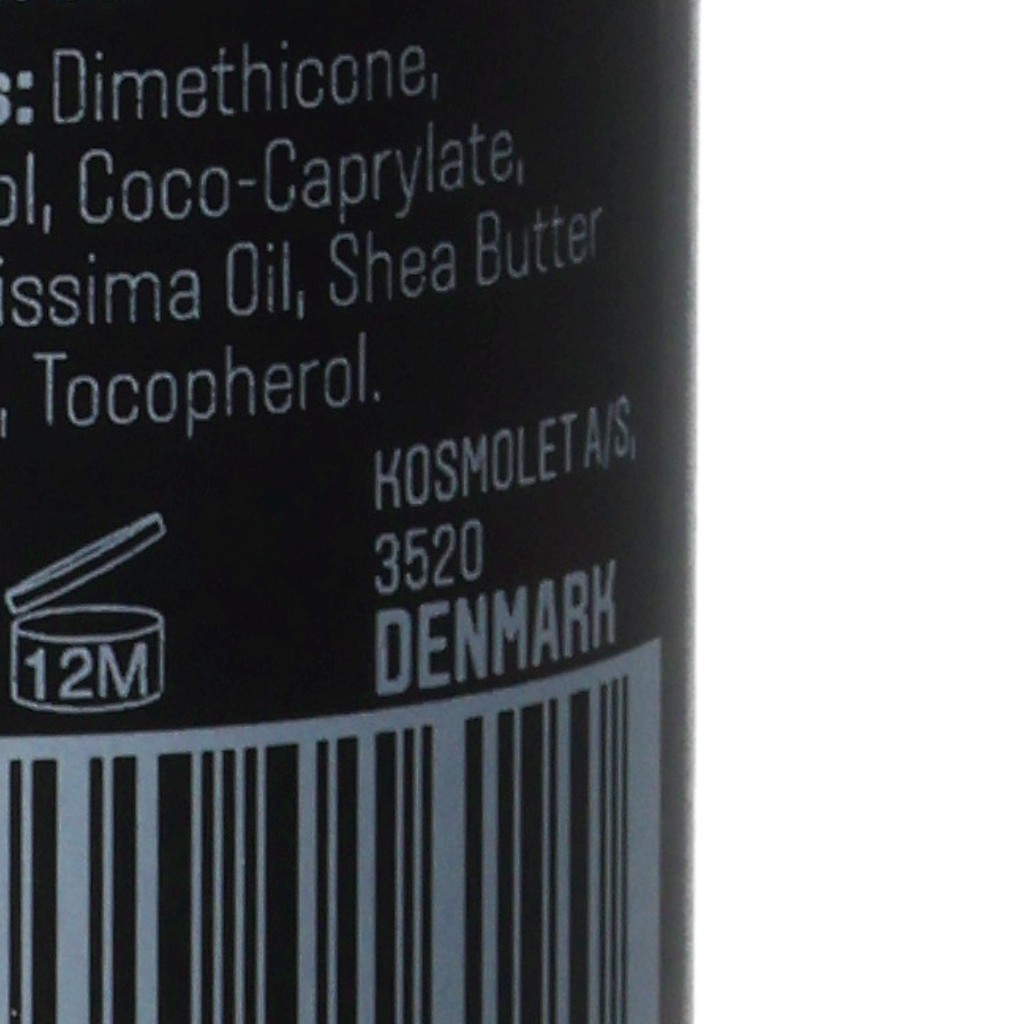 s: Dimethicone,
ol, Coco-Caprylate,
issima Oil, Shea Butter
, Tocopherol.
KOSMOLET A/S,
3520
DENMARK
12M